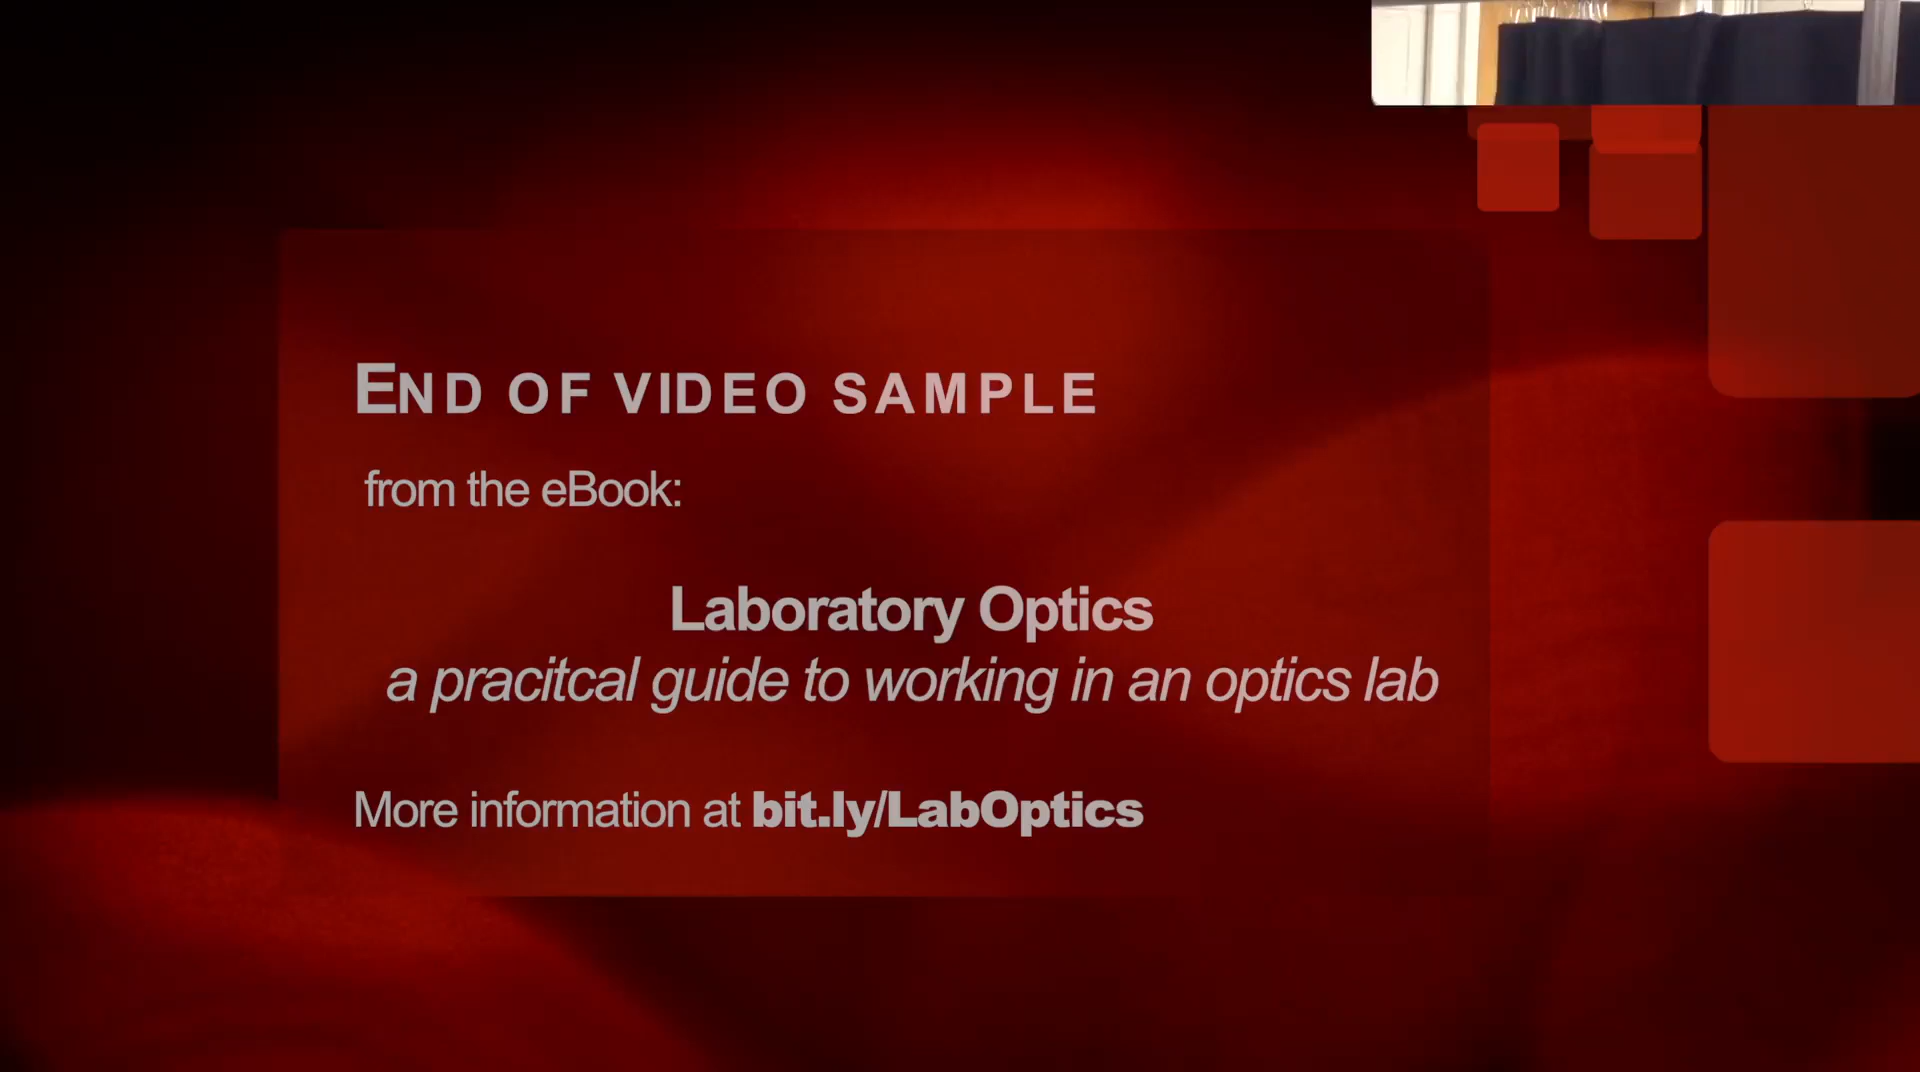 END OF VIDEO SAMPLE
from the eBook:
Laboratory Optics
a pracitcal guide to working in an optics lab
More information at bit.ly/LabOptics